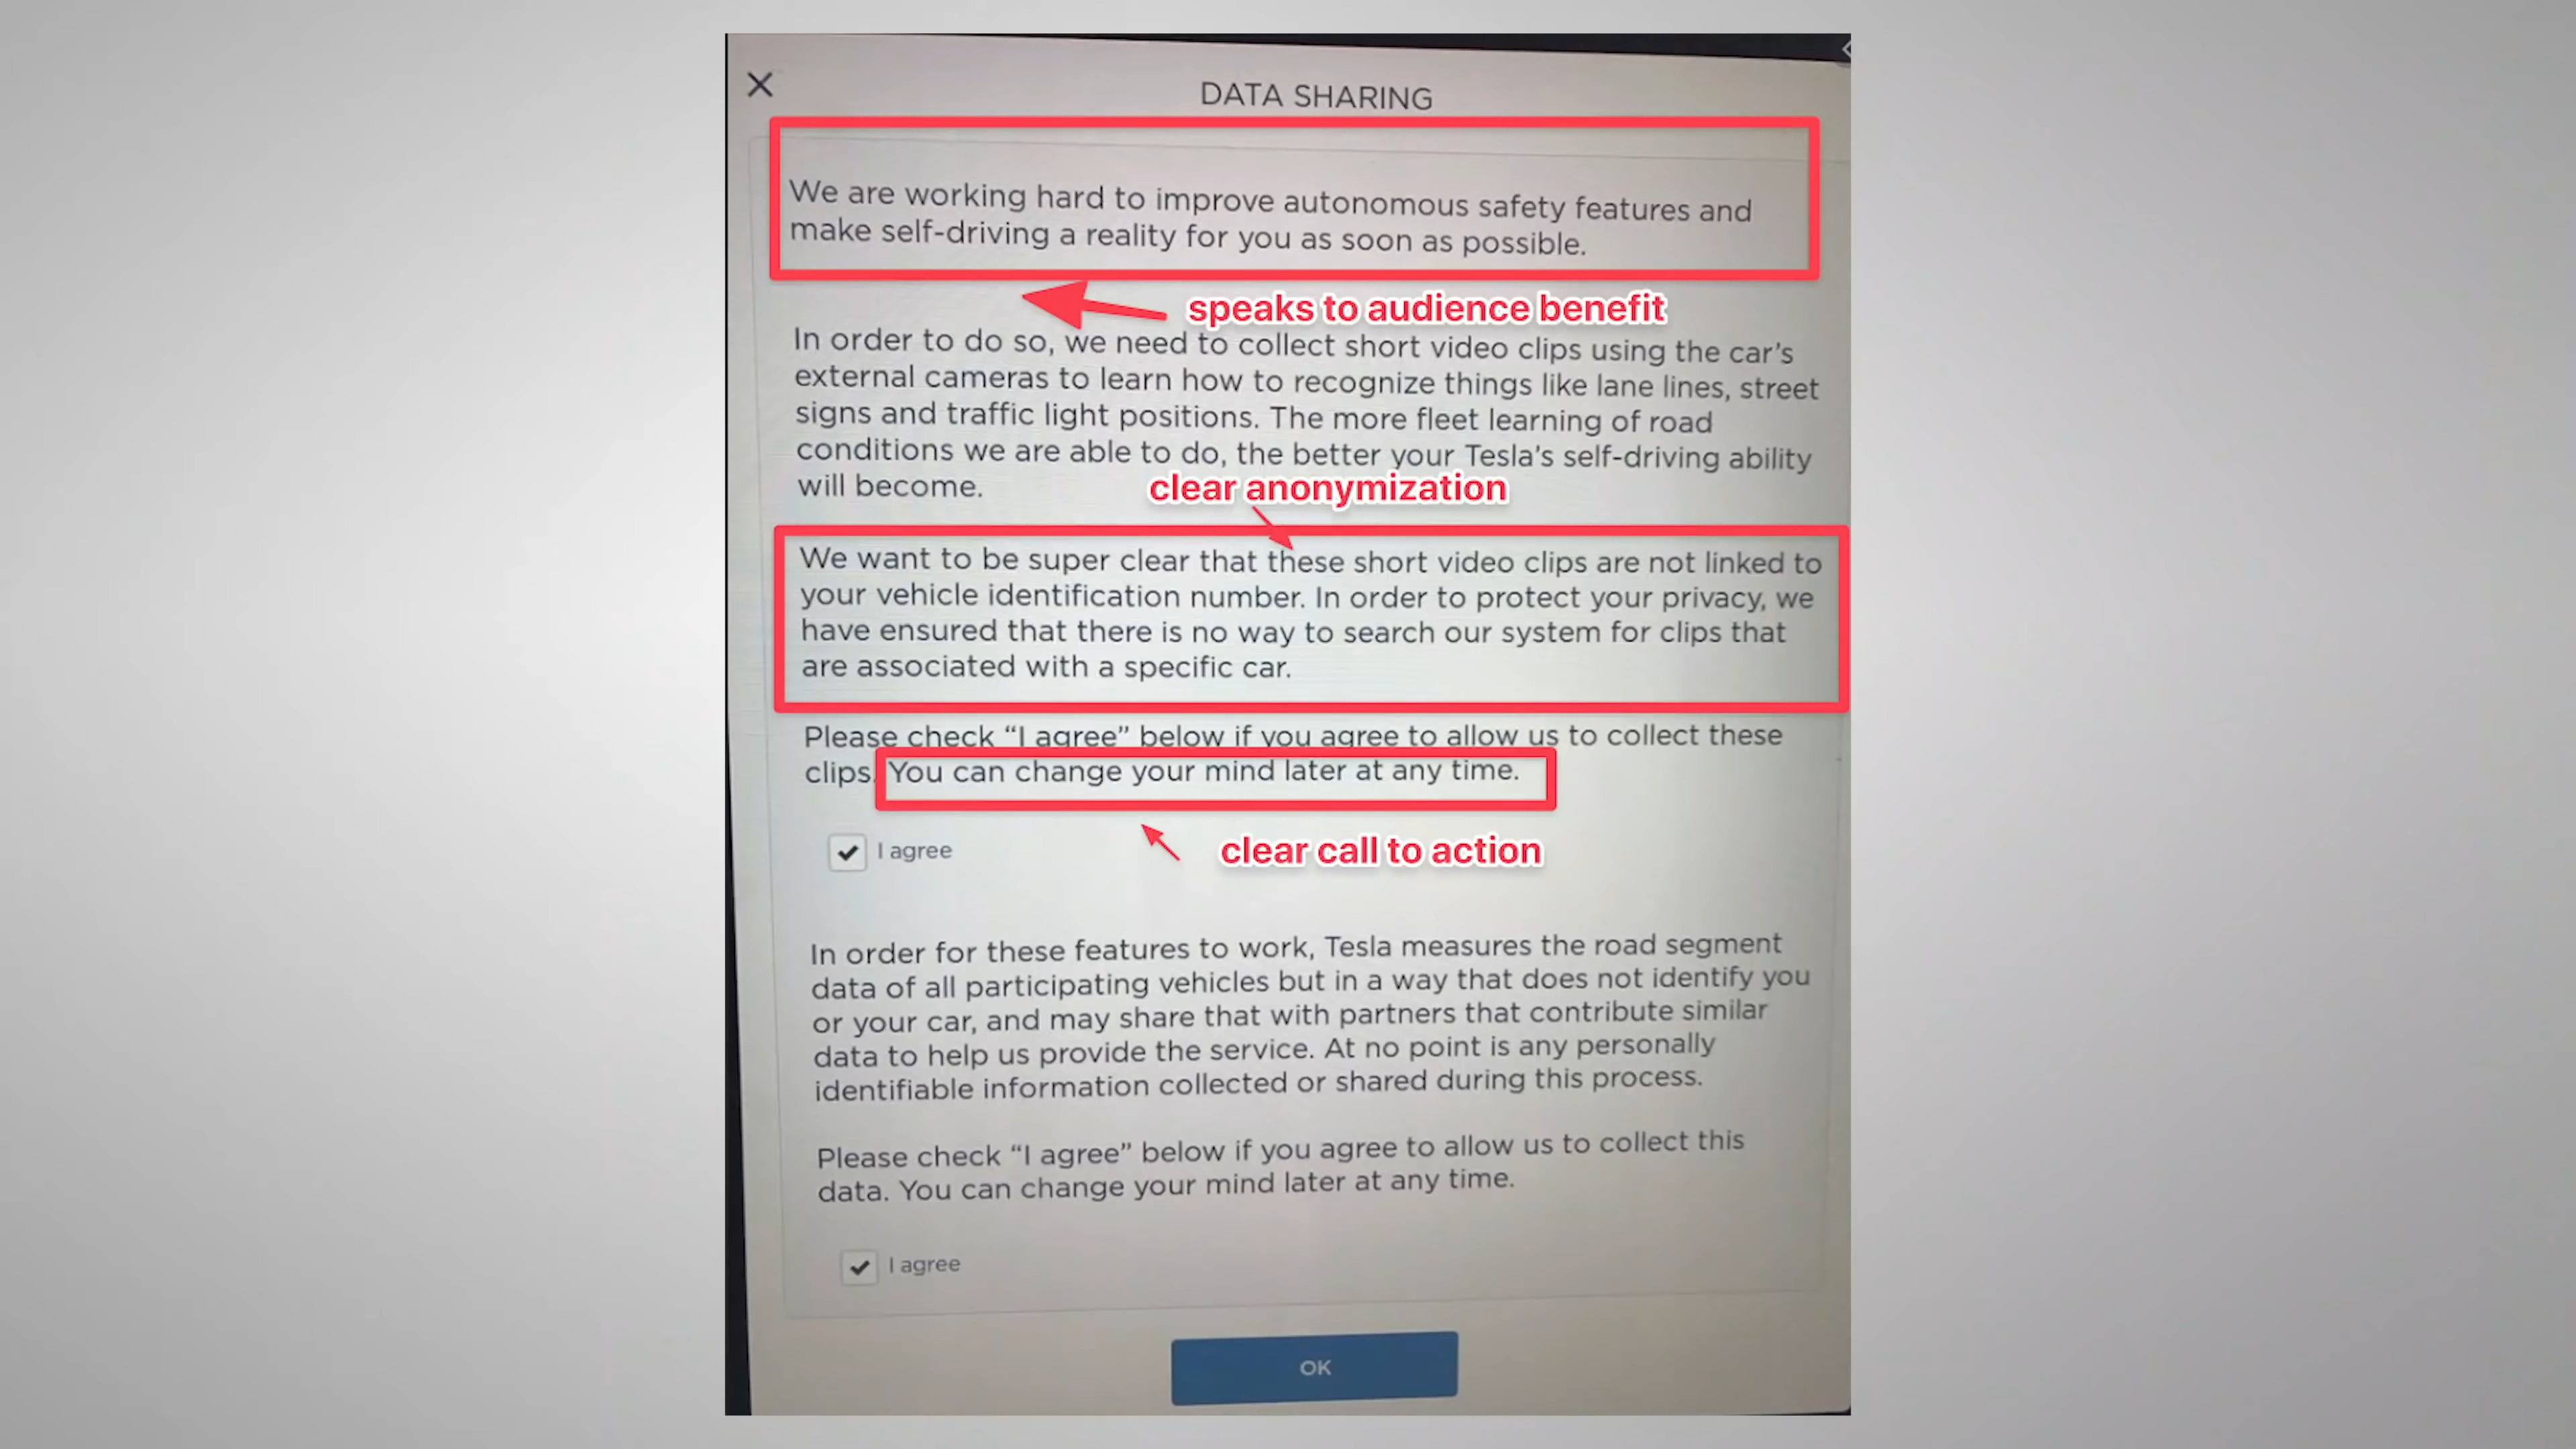 DATA SHARING
We are working hard to improve autonomous safety features and
make self-driving a reality for you as soon as possible.
speaks to audience benefit
In order to do so, we need to collect short video clips using the car's
external cameras to learn how to recognize things like lane lines, street
signs and traffic light positions. The more fleet learning of road
conditions we are able to do, the better your Tesla's self-driving ability
will become.
clear anonymization
We want to be super clear that these short video clips are not linked to
your vehicle identification number. In order to protect your privacy, we
have ensured that there is no way to search our system for clips that
are associated with a specific car.
Please check “I agree” below if you agree to allow us to collect these
clips. You can change your mind later at any time.
I agree
clear call to action
In order for these features to work, Tesla measures the road segment
data of all participating vehicles but in a way that does not identify you
or your car, and may share that with partners that contribute similar
data to help us provide the service. At no point is any personally
identifiable information collected or shared during this process.
Please check “I agree” below if you agree to allow us to collect this
data. You can change your mind later at any time.
I agree
OK